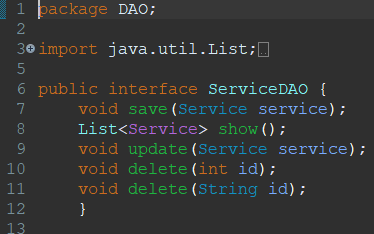 1 package DAO;
2
3 import java.util.List;
5
6 public interface ServiceDAO {
7 void save(Service service);
8 List<Service> show();
9 void update(Service service);
10 void delete(int id);
11 void delete(String id);
12 }
13